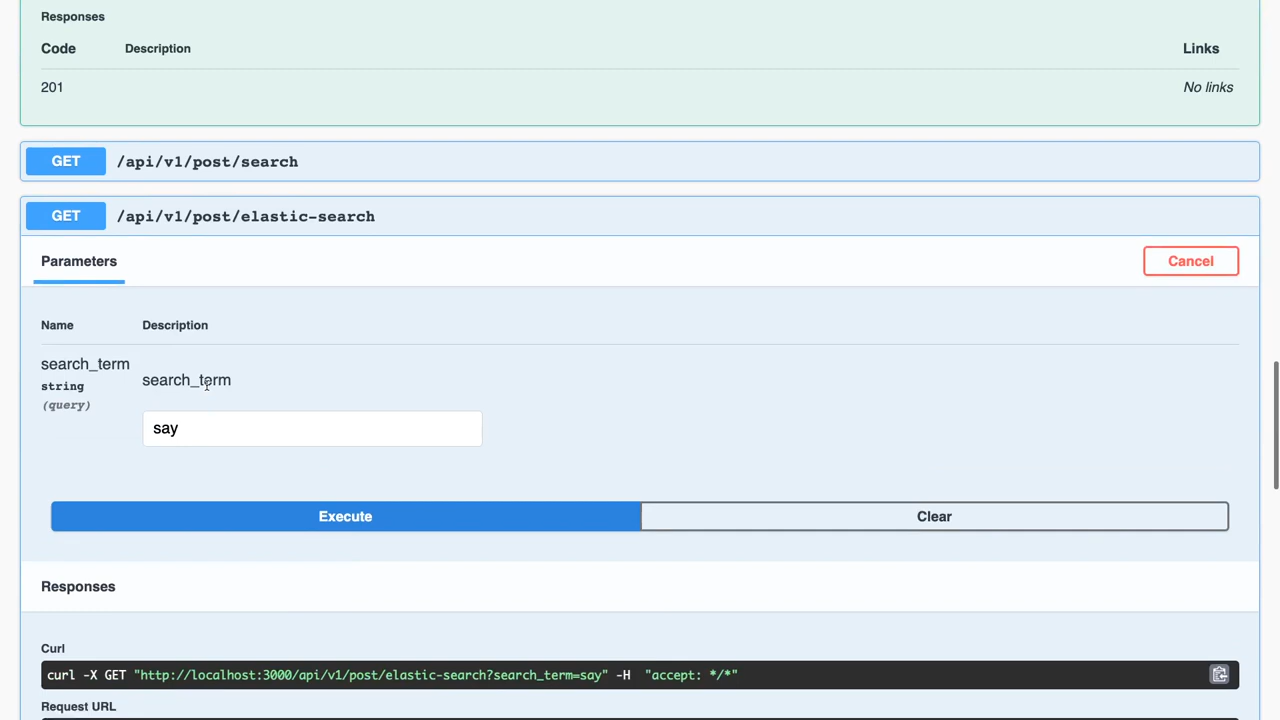 Responses
Code Description Links
201 No links
GET /api/v1/post/search
GET /api/v1/post/elastic-search
Parameters Cancel
Name Description
search_term
string
(query)
search_term
say
Execute Clear
Responses
Curl
curl -X GET "http://localhost:3000/api/v1/post/elastic-search?search_term=say" -H  "accept: */*"
Request URL